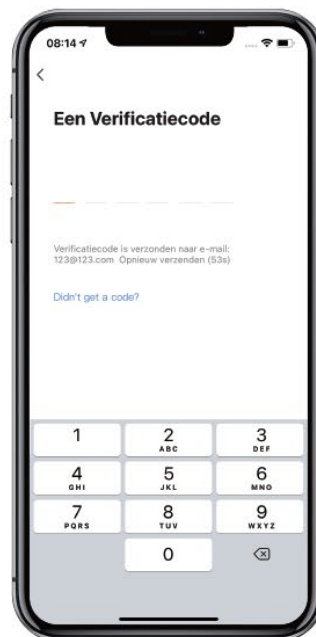 08:14
Een Verificatiecode
Verificatiecode is verzonden naar e-mail:
123@123.com Opnieuw verzenden (53s)
Didn't get a code?
1 2 3
ABC DEF
4 5 6
GHI JKL MNO
7 8 9
PQRS TUV WXYZ
0